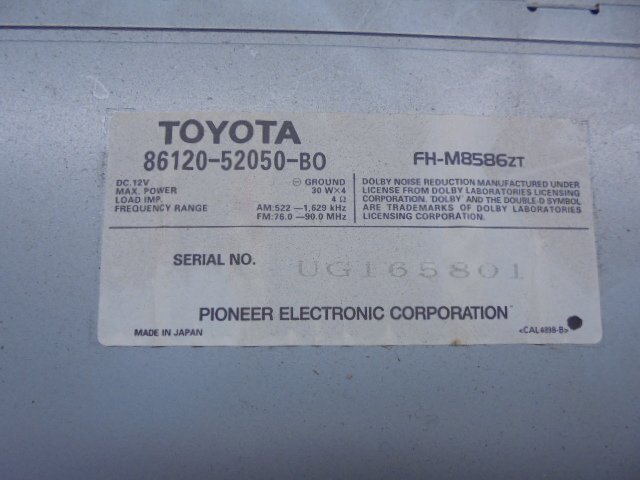 TOYOTA
86120-52050-B0
FH-M8586ZT
DC.12V ⊖ GROUND
MAX. POWER 30 W×4
LOAD IMP. 4 Ω
FREQUENCY RANGE AM:522 –1,629 kHz
FM:76.0 –90.0 MHz
DOLBY NOISE REDUCTION MANUFACTURED UNDER
LICENSE FROM DOLBY LABORATORIES LICENSING
CORPORATION. 'DOLBY' AND THE DOUBLE-D SYMBOL
ARE TRADEMARKS OF DOLBY LABORATORIES
LICENSING CORPORATION.
SERIAL NO. UG165801
PIONEER ELECTRONIC CORPORATION
MADE IN JAPAN
<CAL4898-B>